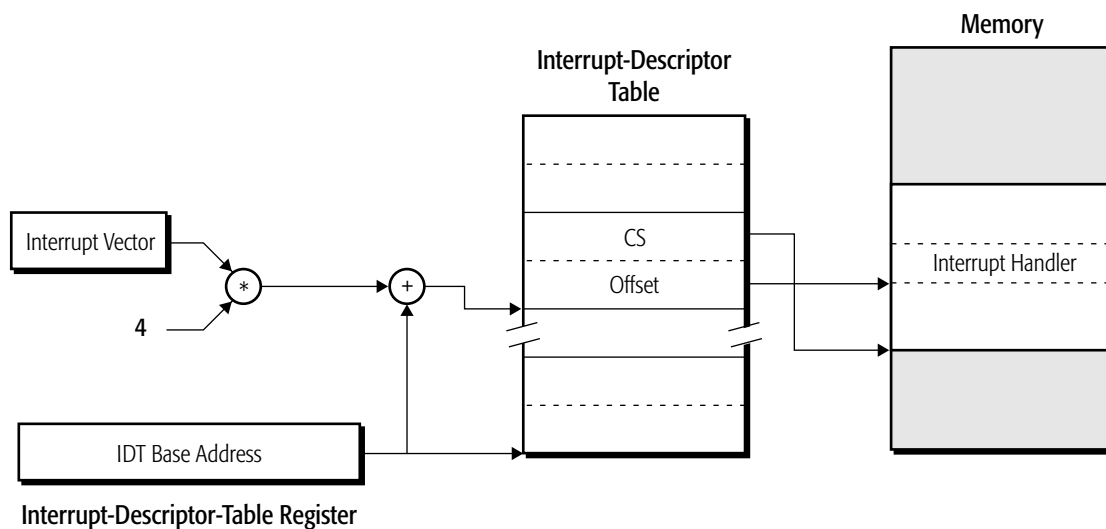 Memory
Interrupt-Descriptor
Table
Interrupt Vector
CS
Interrupt Handler
Offset
*
+
4
IDT Base Address
Interrupt-Descriptor-Table Register